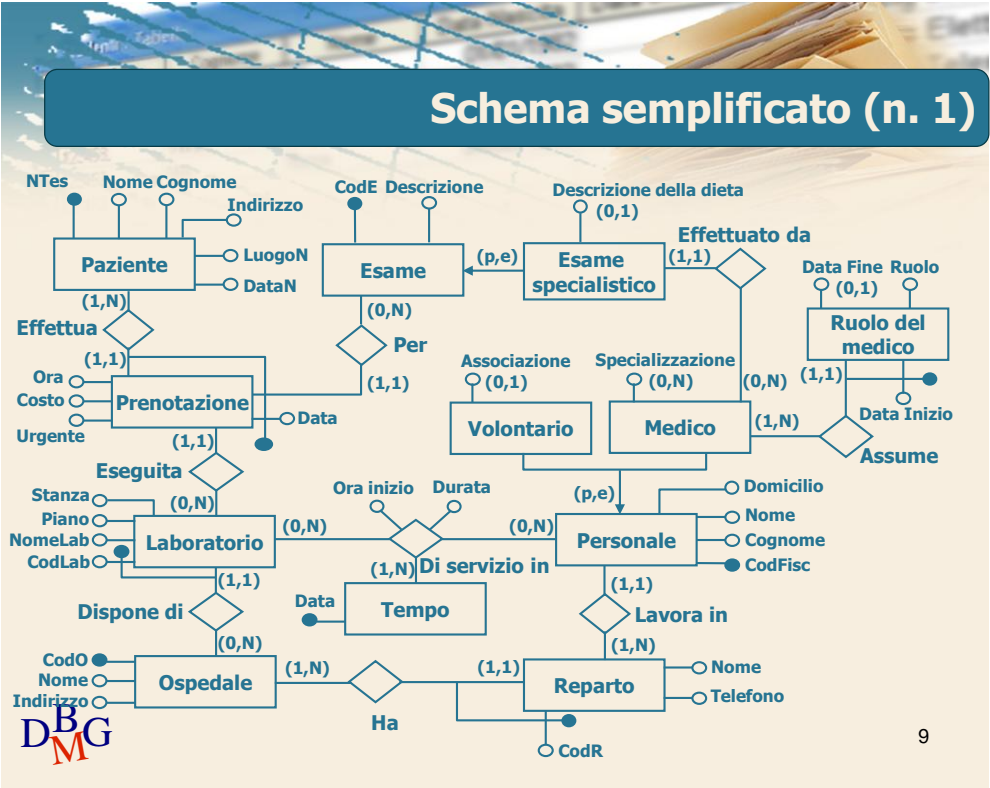 Schema semplificato (n. 1)
NTes
Nome Cognome
Indirizzo
LuogoN
DataN
Paziente
(1,N)
Effettua
(1,1)
CodE Descrizione
Esame
(0,N)
Per
(1,1)
(p,e)
Descrizione della dieta
(0,1)
Esame
specialistico
(1,1)
Effettuato da
(0,N)
Data Fine Ruolo
(0,1)
Ruolo del
medico
(1,1)
Data Inizio
Assume
(1,N)
Ora
Costo
Urgente
Prenotazione
Data
(1,1)
Eseguita
(0,N)
Associazione
(0,1)
Volontario
Specializzazione
(0,N)
Medico
(p,e)
Stanza
Piano
NomeLab
CodLab
Laboratorio
(0,N)
Ora inizio
Durata
(0,N)
Di servizio in
(1,N)
Data
Tempo
Personale
Domicilio
Nome
Cognome
CodFisc
(1,1)
Lavora in
(1,N)
(1,1)
Dispone di
(0,N)
CodO
Nome
Indirizzo
Ospedale
(1,N)
Ha
(1,1)
Reparto
Nome
Telefono
CodR
DBMG
9